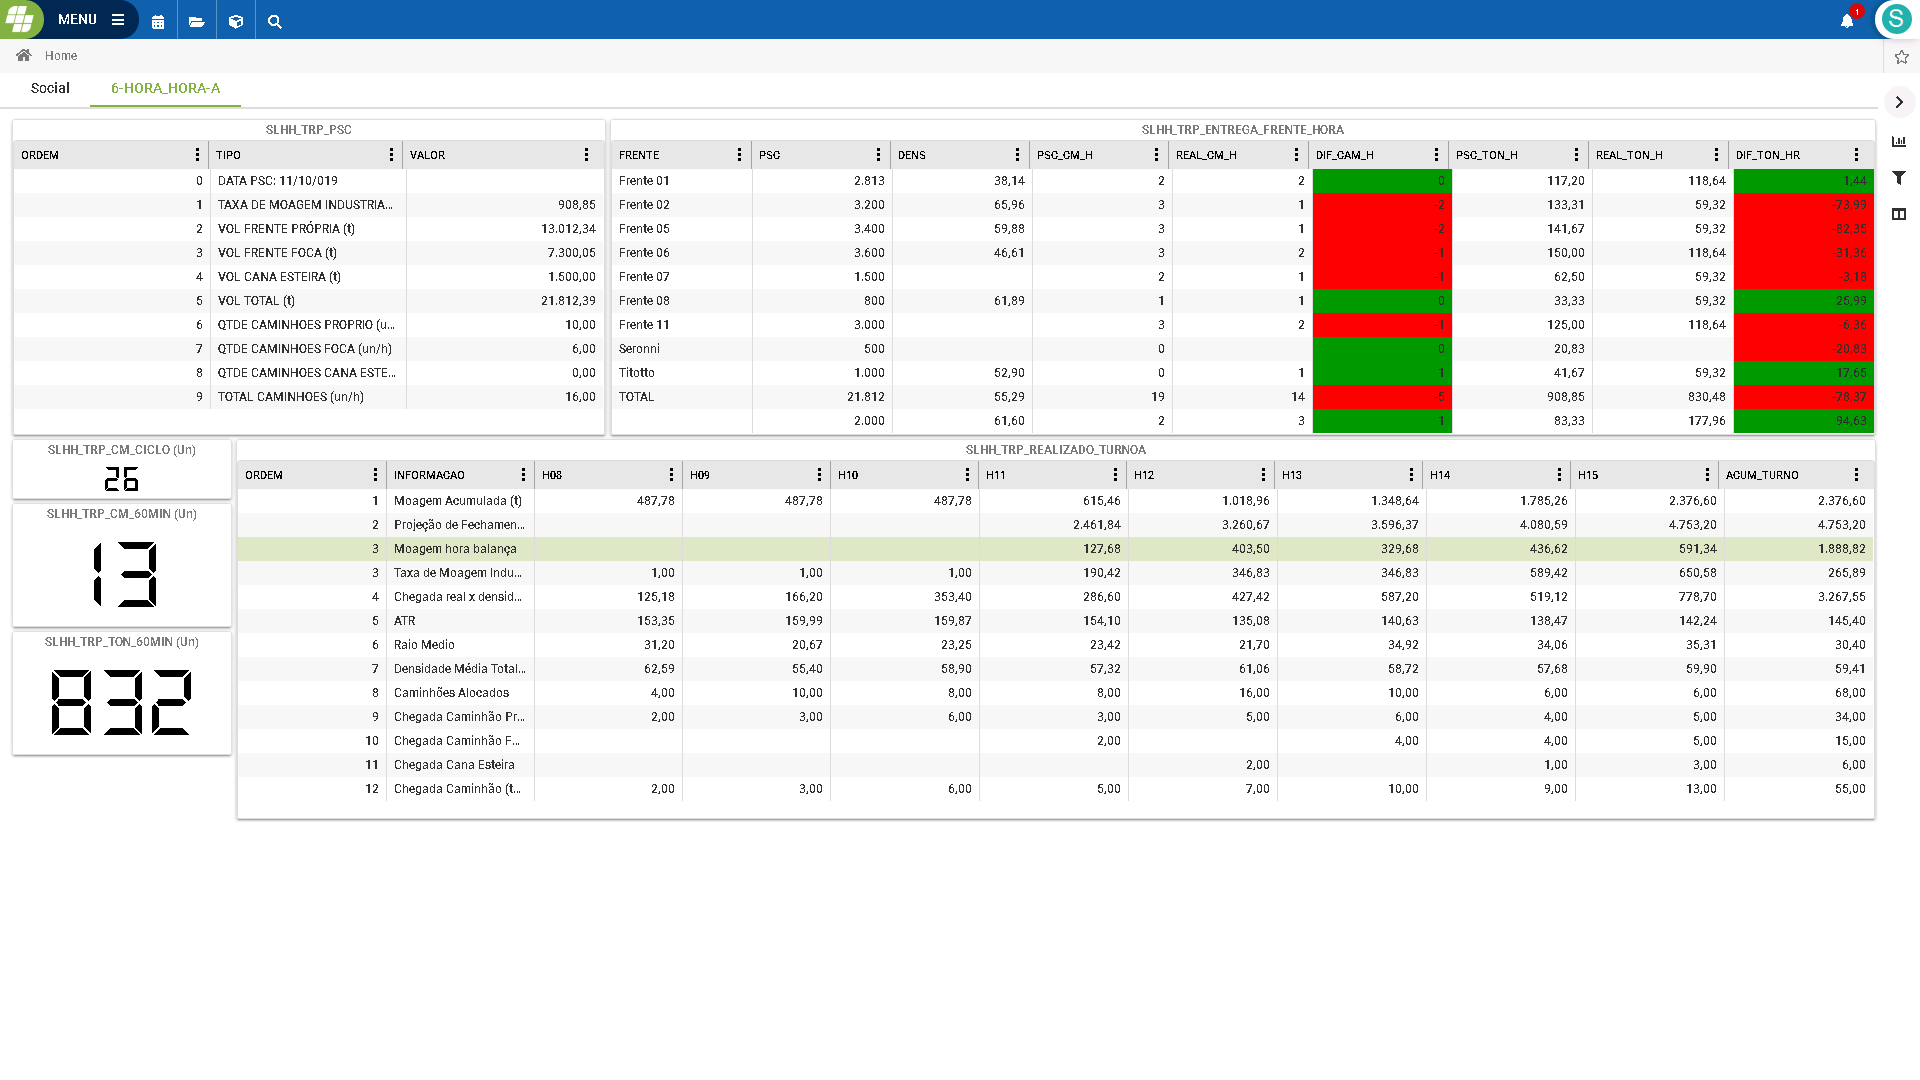 MENU
1
S
Home
Social 6-HORA_HORA-A
SLHH_TRP_PSC
ORDEM TIPO VALOR
0 DATA PSC: 11/10/019
1 TAXA DE MOAGEM INDUSTRIA... 908,85
2 VOL FRENTE PRÓPRIA (t) 13.012,34
3 VOL FRENTE FOCA (t) 7.300,05
4 VOL CANA ESTEIRA (t) 1.500,00
5 VOL TOTAL (t) 21.812,39
6 QTDE CAMINHOES PROPRIO (u... 10,00
7 QTDE CAMINHOES FOCA (un/h) 6,00
8 QTDE CAMINHOES CANA ESTE... 0,00
9 TOTAL CAMINHOES (un/h) 16,00
SLHH_TRP_ENTREGA_FRENTE_HORA
FRENTE PSC DENS PSC_CM_H REAL_CM_H DIF_CAM_H PSC_TON_H REAL_TON_H DIF_TON_HR
Frente 01 2.813 38,14 2 2 0 117,20 118,64 1,44
Frente 02 3.200 65,96 3 1 -2 133,31 59,32 -73,99
Frente 05 3.400 59,88 3 1 -2 141,67 59,32 -82,35
Frente 06 3.600 46,61 3 2 -1 150,00 118,64 -31,36
Frente 07 1.500 2 1 -1 62,50 59,32 -3,18
Frente 08 800 61,89 1 1 0 33,33 59,32 25,99
Frente 11 3.000 3 2 -1 125,00 118,64 -6,36
Seronni 500 0 0 20,83 -20,83
Titotto 1.000 52,90 0 1 1 41,67 59,32 17,65
TOTAL 21.812 55,29 19 14 -5 908,85 830,48 -78,37
2.000 61,60 2 3 1 83,33 177,96 94,63
SLHH_TRP_CM_CICLO (Un)
26
SLHH_TRP_CM_60MIN (Un)
13
SLHH_TRP_TON_60MIN (Un)
832
SLHH_TRP_REALIZADO_TURNOA
ORDEM INFORMACAO H08 H09 H10 H11 H12 H13 H14 H15 ACUM_TURNO
1 Moagem Acumulada (t) 487,78 487,78 487,78 615,46 1.018,96 1.348,64 1.785,26 2.376,60 2.376,60
2 Projeção de Fechamen... 2.461,84 3.260,67 3.596,37 4.080,59 4.753,20 4.753,20
3 Moagem hora balança 127,68 403,50 329,68 436,62 591,34 1.888,82
3 Taxa de Moagem Indu... 1,00 1,00 1,00 190,42 346,83 346,83 589,42 650,58 265,89
4 Chegada real x densid... 125,18 166,20 353,40 286,60 427,42 587,20 519,12 778,70 3.267,55
5 ATR 153,35 159,99 159,87 154,10 135,08 140,63 138,47 142,24 145,40
6 Raio Medio 31,20 20,67 23,25 23,42 21,70 34,92 34,06 35,31 30,40
7 Densidade Média Total... 62,59 55,40 58,90 57,32 61,06 58,72 57,68 59,90 59,41
8 Caminhões Alocados 4,00 10,00 8,00 8,00 16,00 10,00 6,00 6,00 68,00
9 Chegada Caminhão Pr... 2,00 3,00 6,00 3,00 5,00 6,00 4,00 5,00 34,00
10 Chegada Caminhão F... 2,00 4,00 4,00 5,00 15,00
11 Chegada Cana Esteira 2,00 1,00 3,00 6,00
12 Chegada Caminhão (t... 2,00 3,00 6,00 5,00 7,00 10,00 9,00 13,00 55,00